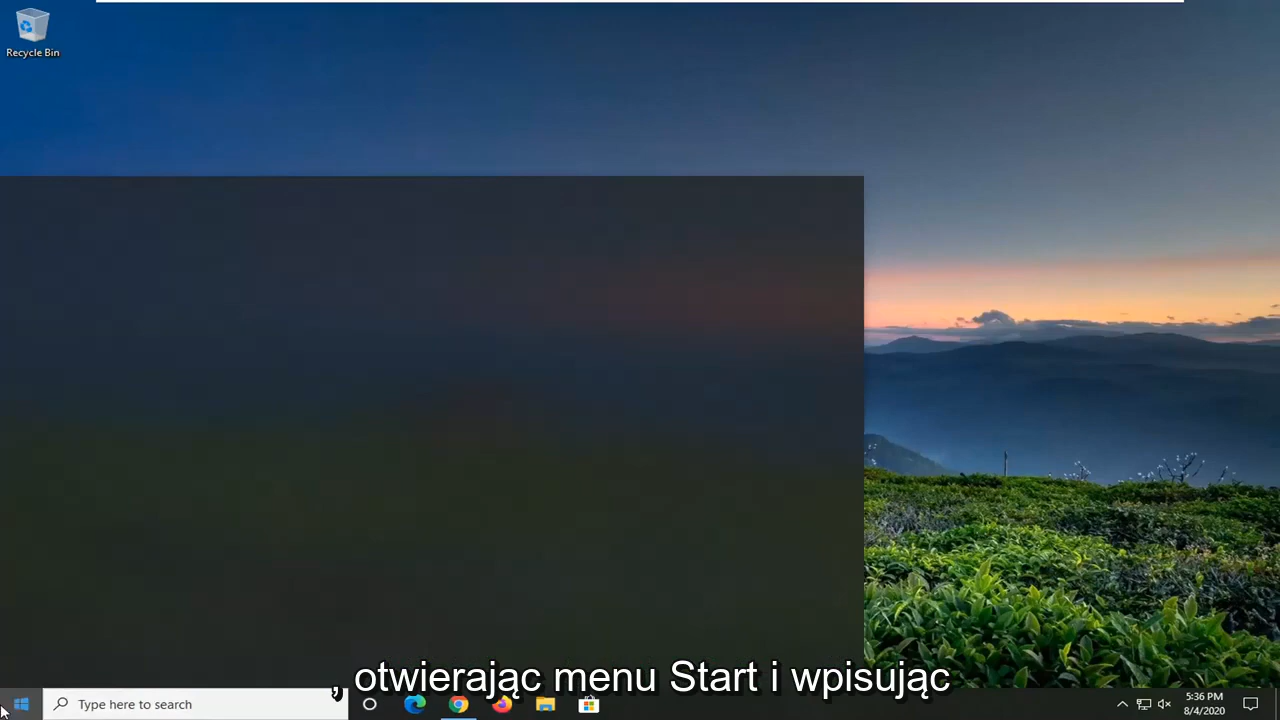 Recycle Bin
, otwierając menu Start i wpisując
Type here to search
5:36 PM
8/4/2020